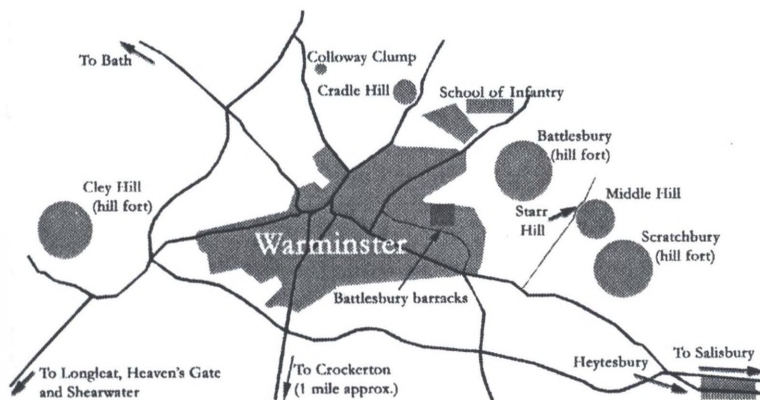 To Bath
Colloway Clump
Cradle Hill
School of Infantry
Battlesbury
(hill fort)
Cley Hill
(hill fort)
Middle Hill
Starr
Hill
Scratchbury
(hill fort)
Warminster
Battlesbury barracks
To Longleat, Heaven's Gate
and Shearwater
To Crockerton
(1 mile approx.)
Heytesbury
To Salisbury